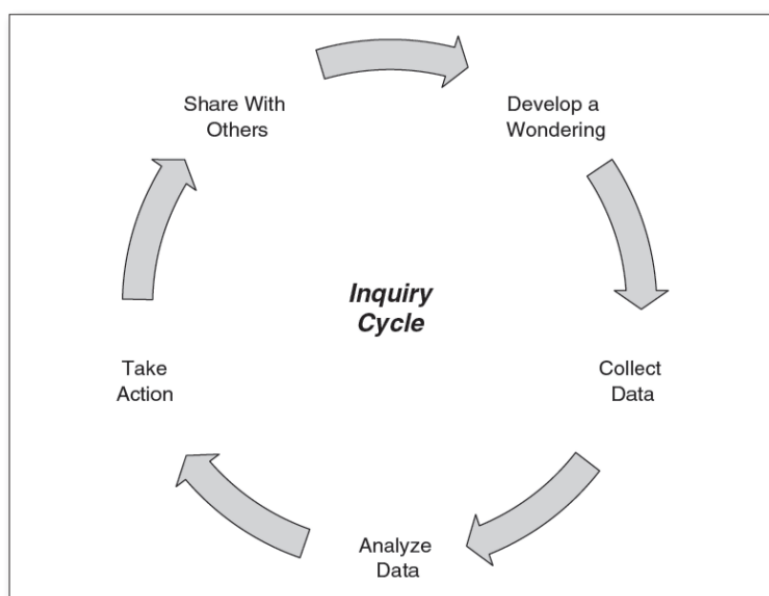 Share With
Others
Develop a
Wondering
Inquiry
Cycle
Take
Action
Collect
Data
Analyze
Data